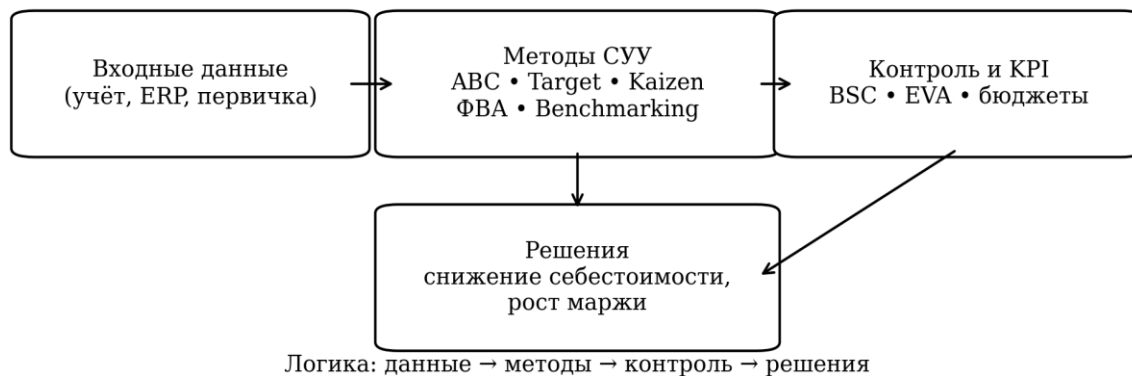 Входные данные
(учёт, ERP, первичка)
Методы СУУ
ABC • Target • Kaizen
ФВА • Benchmarking
Контроль и KPI
BSC • EVA • бюджеты
Решения
снижение себестоимости,
рост маржи
Логика: данные → методы → контроль → решения